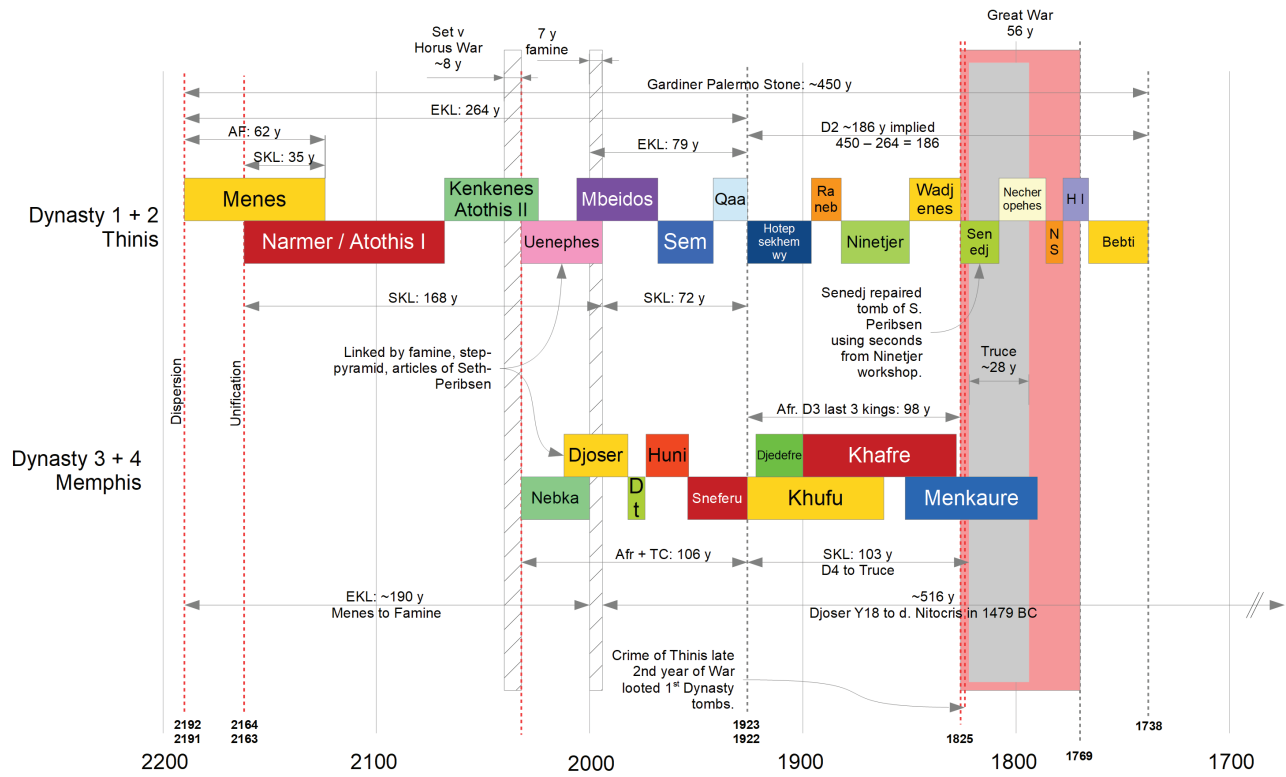 Set v
Horus War
~8 y
7 y
famine
Great War
56 y
Gardiner Palermo Stone: ~450 y
EKL: 264 y
AF: 62 y
D2 ~186 y implied
450 – 264 = 186
EKL: 79 y
SKL: 35 y
Dynasty 1 + 2
Thinis
Menes
Narmer / Atothis I
Kenkenes
Atothis II
Uenephes
Mbeidos
Sem
Qaa
Hotep
sekhem
wy
Ra
neb
Ninetjer
Wadj
enes
Sen
edj
Necher
opehes
N
S
H I
Bebti
SKL: 168 y
SKL: 72 y
Senedj repaired
tomb of S.
Peribsen
using seconds
from Ninetjer
workshop.
Linked by famine, step-
pyramid, articles of Seth-
Peribsen
Truce
~28 y
Dispersion
Unification
Afr. D3 last 3 kings: 98 y
Dynasty 3 + 4
Memphis
Nebka
Djoser
D
t
Huni
Sneferu
Djedefre
Khufu
Khafre
Menkaure
Afr + TC: 106 y
SKL: 103 y
D4 to Truce
EKL: ~190 y
Menes to Famine
~516 y
Djoser Y18 to d. Nitocris in 1479 BC
Crime of Thinis late
2nd year of War
looted 1st Dynasty
tombs.
2192
2191
2164
2163
1923
1922
1825
1769
1738
2200
2100
2000
1900
1800
1700